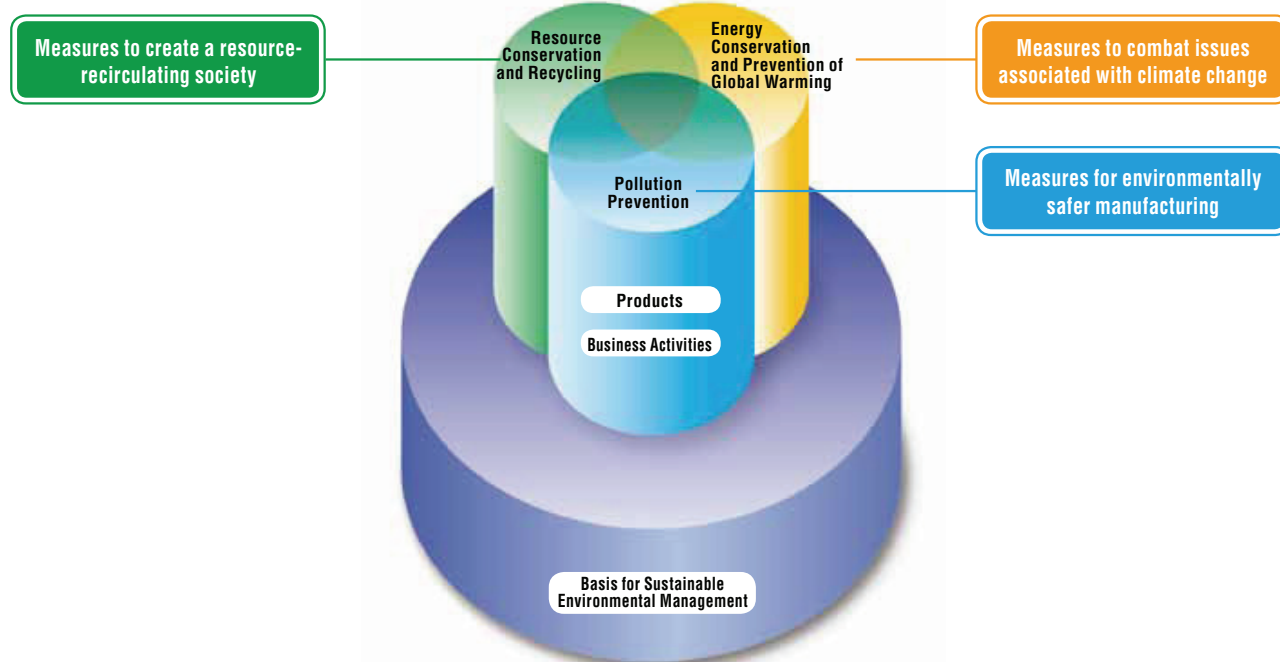 Measures to create a resource-
recirculating society
Resource
Conservation
and Recycling
Energy
Conservation
and Prevention of
Global Warming
Measures to combat issues
associated with climate change
Pollution
Prevention
Measures for environmentally
safer manufacturing
Products
Business Activities
Basis for Sustainable
Environmental Management